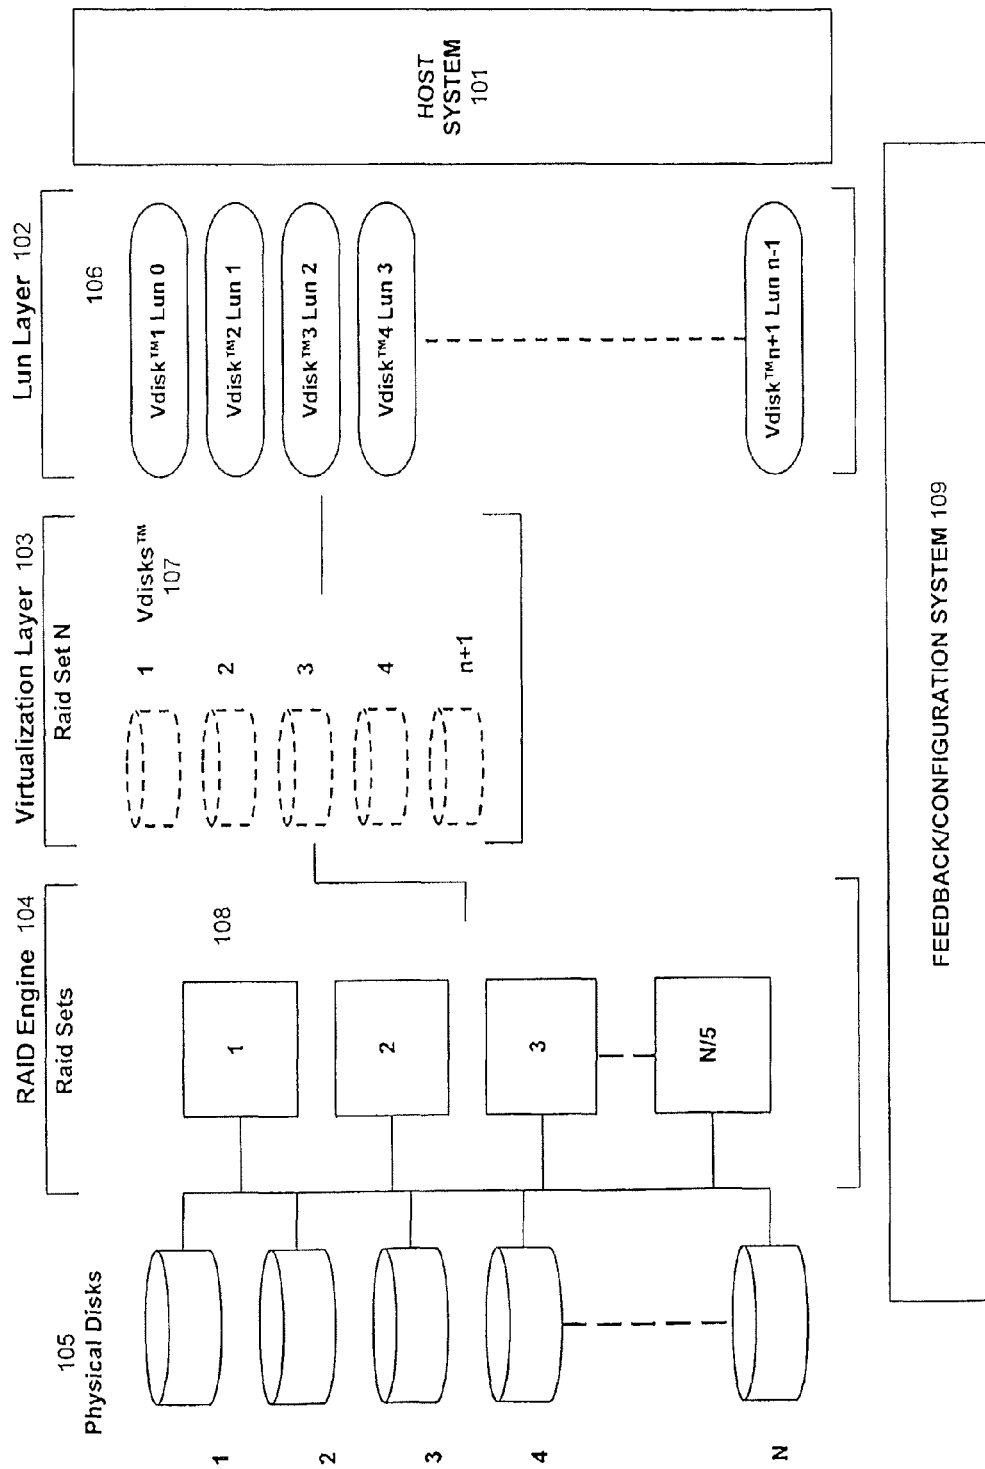 105
Physical Disks
1
2
3
4
N
RAID Engine 104
Raid Sets
108
1
2
3
N/5
Virtualization Layer 103
Raid Set N
Vdisks™
107
1
2
3
4
n+1
Lun Layer 102
106
Vdisk™1 Lun 0
Vdisk™2 Lun 1
Vdisk™3 Lun 2
Vdisk™4 Lun 3
Vdisk™n+1 Lun n-1
HOST
SYSTEM
101
FEEDBACK/CONFIGURATION SYSTEM 109